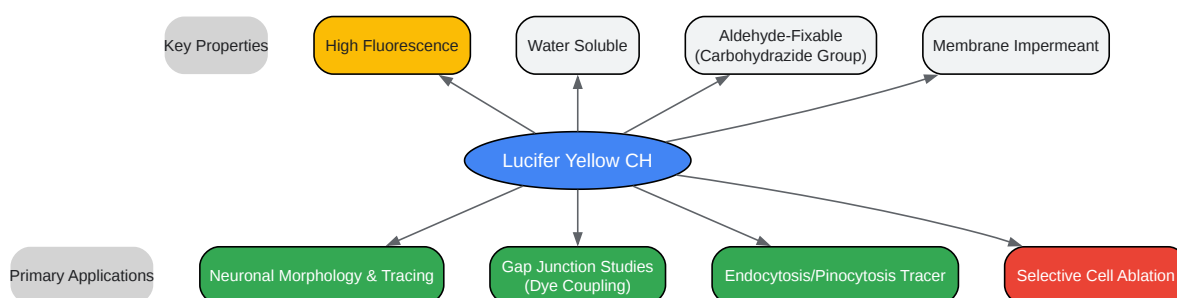 Key Properties
High Fluorescence
Water Soluble
Aldehyde-Fixable
(Carbohydrazide Group)
Membrane Impermeant
Lucifer Yellow CH
Primary Applications
Neuronal Morphology & Tracing
Gap Junction Studies
(Dye Coupling)
Endocytosis/Pinocytosis Tracer
Selective Cell Ablation